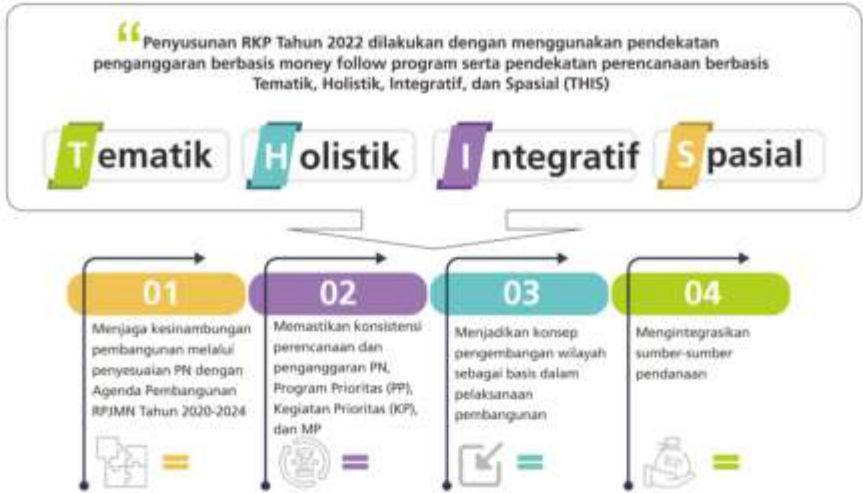 Penyusunan RKP Tahun 2022 dilakukan dengan menggunakan pendekatan
penganggaran berbasis money follow program serta pendekatan perencanaan berbasis
Tematik, Holistik, Integratif, dan Spasial (THIS)
Tematik Holistik Integratif Spasial
01
Menjaga kesinambungan
pembangunan melalui
penyesuaian PN dengan
Agenda Pembangunan
RPJMN Tahun 2020-2024
02
Memastikan konsistensi
perencanaan dan
penganggaran PN,
Program Prioritas (PP),
Kegiatan Prioritas (KP),
dan MP
03
Menjadikan konsep
pengembangan wilayah
sebagai basis dalam
pelaksanaan
pembangunan
04
Mengintegrasikan
sumber-sumber
pendanaan